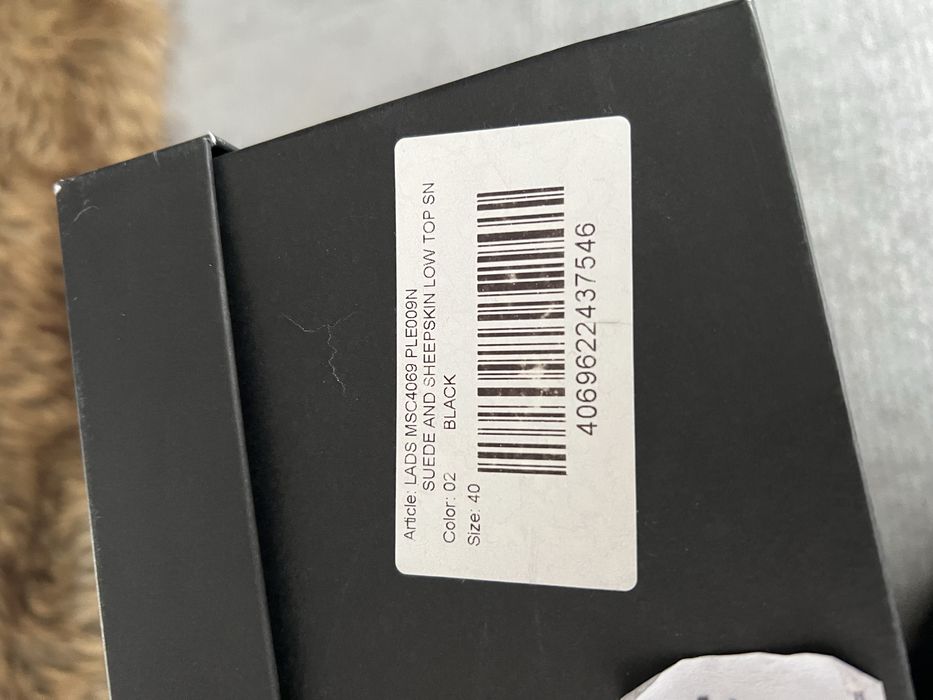 Article: LADS MSC4069 PLE009N
SUEDE AND SHEEPSKIN LOW TOP SN
Color: 02 BLACK
Size: 40
4069622437546